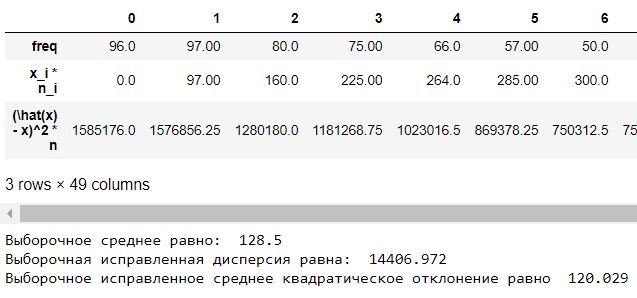 0 1 2 3 4 5 6
freq 96.0 97.00 80.0 75.00 66.0 57.00 50.0
x_i *
n_i 0.0 97.00 160.0 225.00 264.0 285.00 300.0
(\hat(x)
- x)^2 * 1585176.0 1576856.25 1280180.0 1181268.75 1023016.5 869378.25 750312.5 75
n
3 rows × 49 columns
Выборочное среднее равно:  128.5
Выборочная исправленная дисперсия равна:  14406.972
Выборочное исправленное среднее квадратическое отклонение равно  120.029